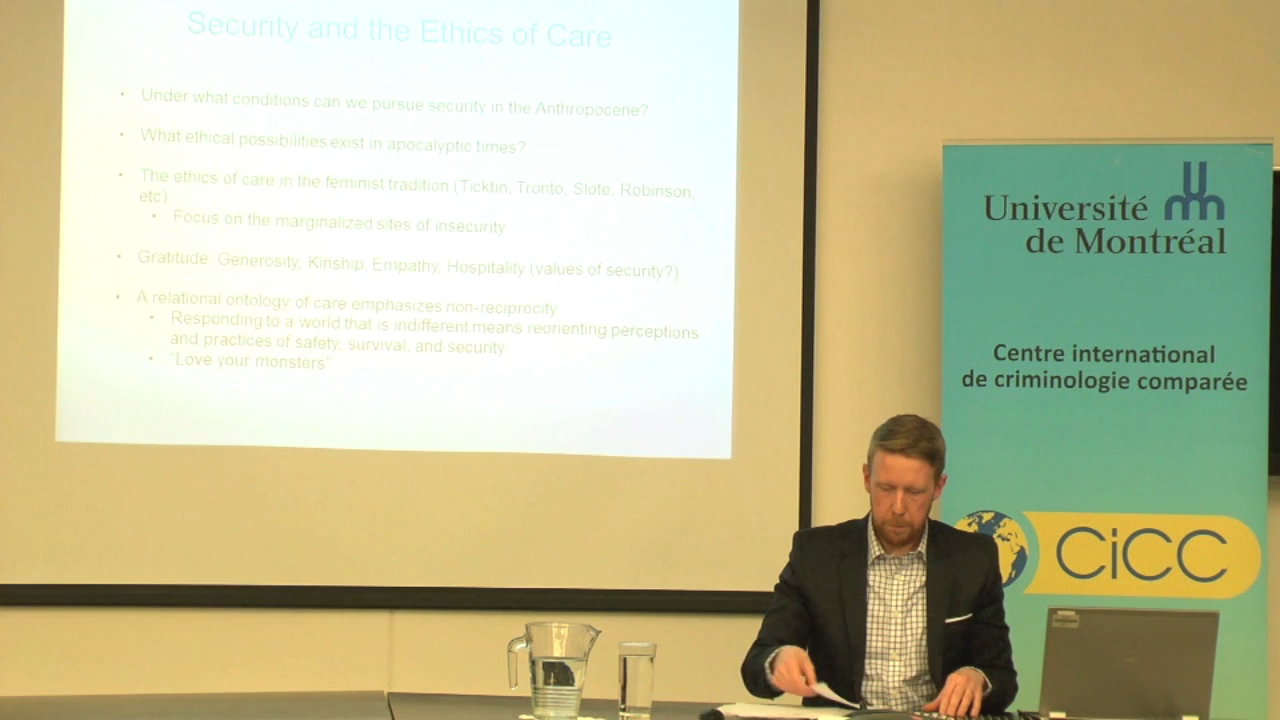 Security and the Ethics of Care
• Under what conditions can we pursue security in the Anthropocene?
• What ethical possibilities exist in apocalyptic times?
• The ethics of care in the feminist tradition (Ticktin, Tronto, Slote, Robinson,
etc)
• Focus on the marginalized sites of insecurity
• Gratitude, Generosity, Kinship, Empathy, Hospitality (values of security?)
• A relational ontology of care emphasizes non-reciprocity
• Responding to a world that is indifferent means reorienting perceptions
and practices of safety, survival, and security
• "Love your monsters"
Université
de Montréal
Centre international
de criminologie comparée
CiCC